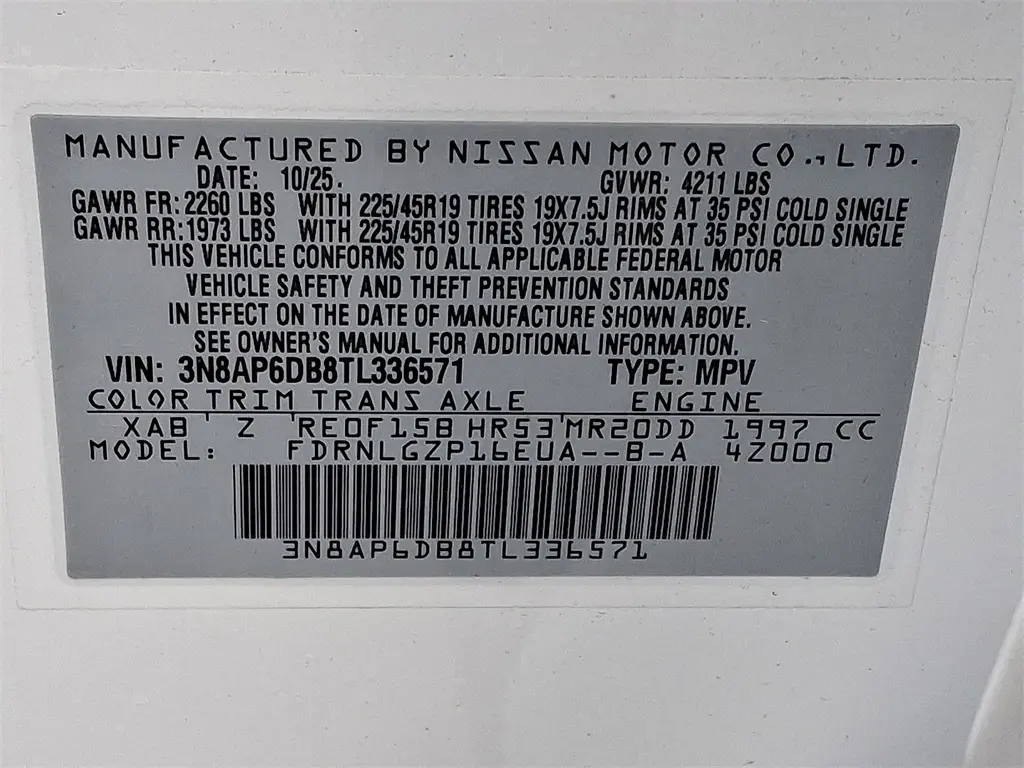 MANUFACTURED BY NISSAN MOTOR CO., LTD.
DATE: 10/25. GVWR: 4211 LBS
GAWR FR: 2260 LBS WITH 225/45R19 TIRES 19X7.5J RIMS AT 35 PSI COLD SINGLE
GAWR RR: 1973 LBS WITH 225/45R19 TIRES 19X7.5J RIMS AT 35 PSI COLD SINGLE
THIS VEHICLE CONFORMS TO ALL APPLICABLE FEDERAL MOTOR
VEHICLE SAFETY AND THEFT PREVENTION STANDARDS
IN EFFECT ON THE DATE OF MANUFACTURE SHOWN ABOVE.
SEE OWNER'S MANUAL FOR ADDITIONAL INFORMATION.
VIN: 3N8AP6DB8TL336571 TYPE: MPV
COLOR TRIM TRANS AXLE ENGINE
XAB ' Z ' RE0F15B HR53'MR20DD 1997 CC
MODEL: FDRNLGZP16EUA--B-A 4Z000
3N8AP6DB8TL336571